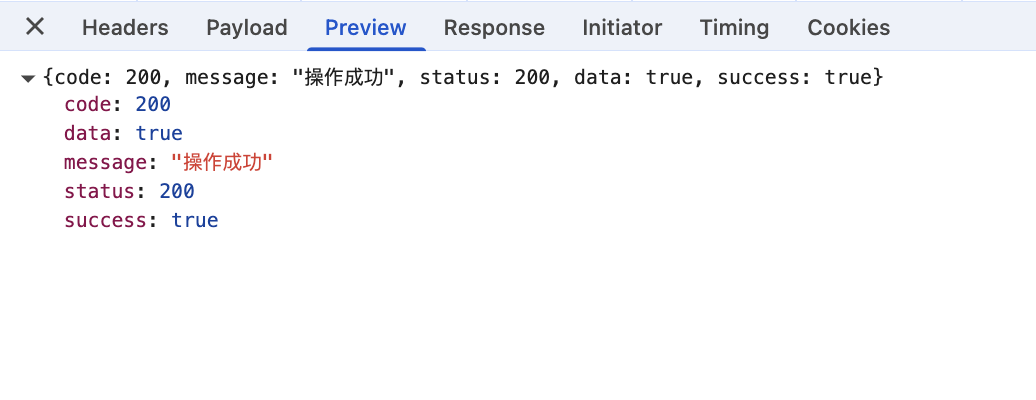 Headers Payload Preview Response Initiator Timing Cookies
{code: 200, message: "操作成功", status: 200, data: true, success: true}
code: 200
data: true
message: "操作成功"
status: 200
success: true